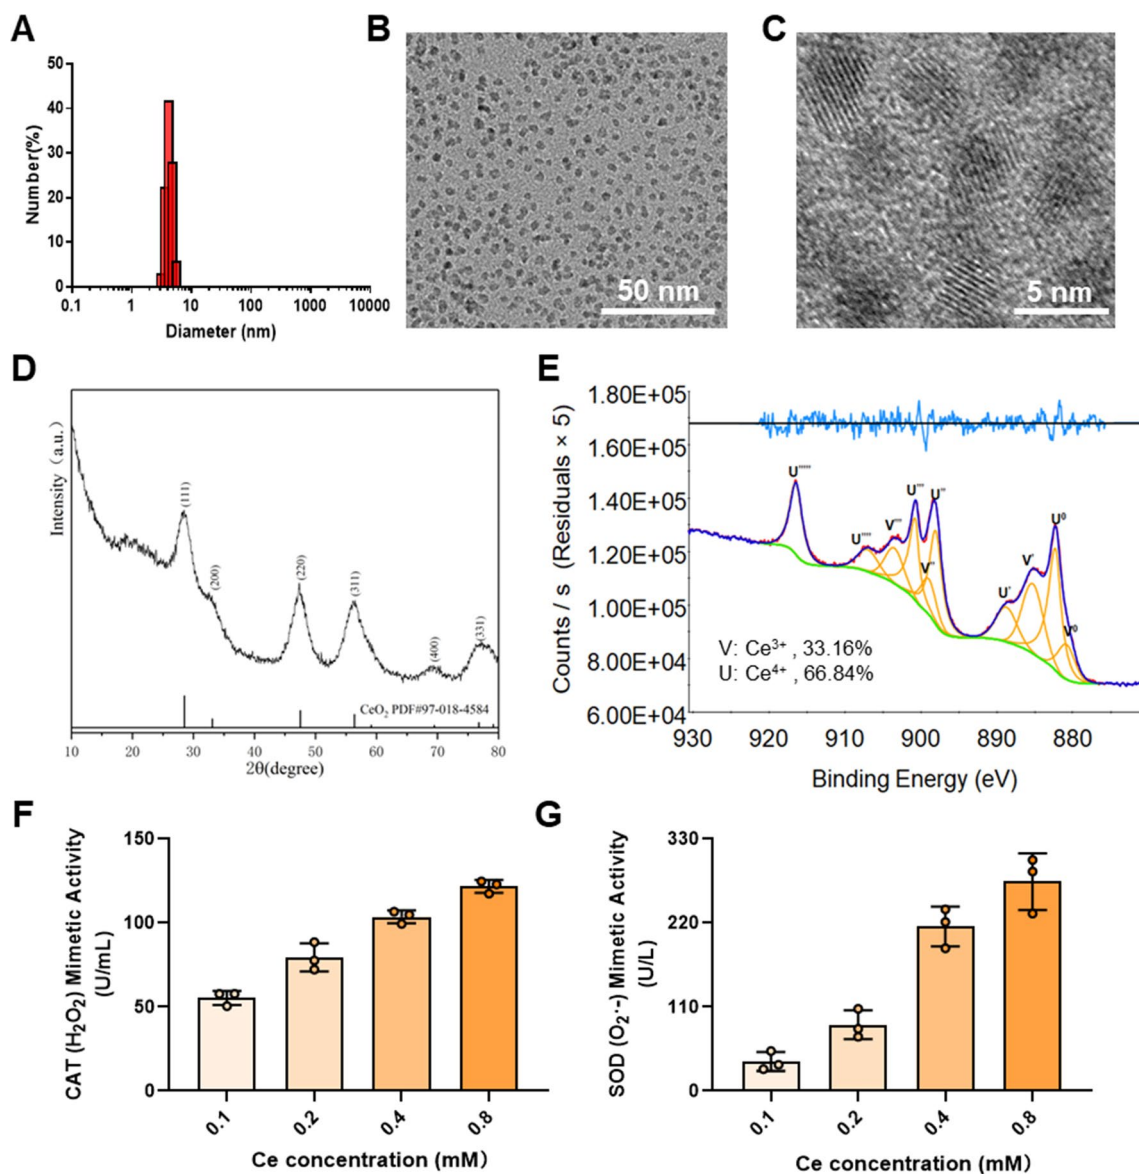 A
Number(%)
50
40
30
20
10
0
0.1 1 10 100 1000 10000
Diameter (nm)
B
50 nm
C
5 nm
D
Intensity (a.u.)
(111)
(200)
(220)
(311)
(400)
(331)
CeO₂ PDF#97-018-4584
10 20 30 40 50 60 70 80
2θ(degree)
E
Counts / s (Residuals × 5)
1.80E+05
1.60E+05
1.40E+05
1.20E+05
1.00E+05
8.00E+04
6.00E+04
V: Ce³⁺ , 33.16%
U: Ce⁴⁺ , 66.84%
930 920 910 900 890 880
Binding Energy (eV)
F
CAT (H₂O₂) Mimetic Activity
(U/mL)
150
100
50
0
0.1 0.2 0.4 0.8
Ce concentration (mM)
G
SOD (O₂·-) Mimetic Activity
(U/L)
330
220
110
0
0.1 0.2 0.4 0.8
Ce concentration (mM)